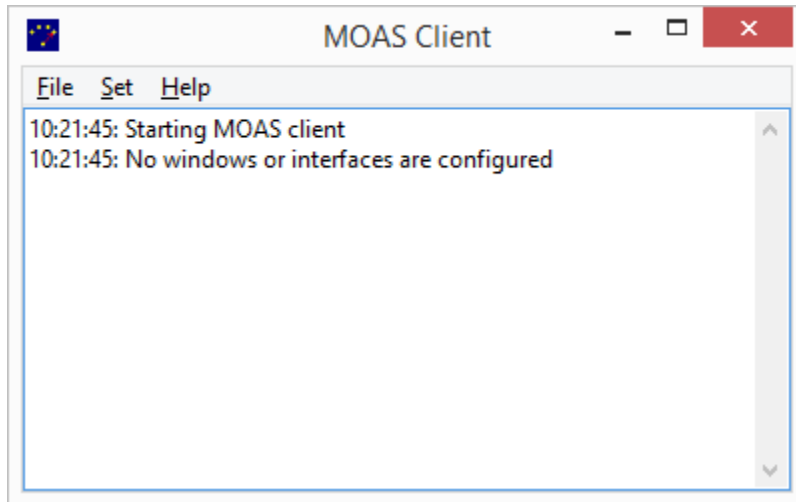 MOAS Client
File Set Help
10:21:45: Starting MOAS client
10:21:45: No windows or interfaces are configured